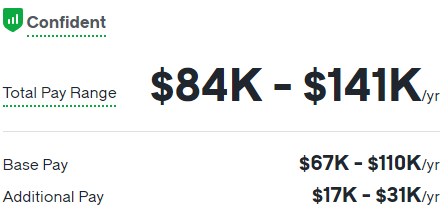 Confident
Total Pay Range $84K - $141K/yr
Base Pay $67K - $110K/yr
Additional Pay $17K - $31K/yr